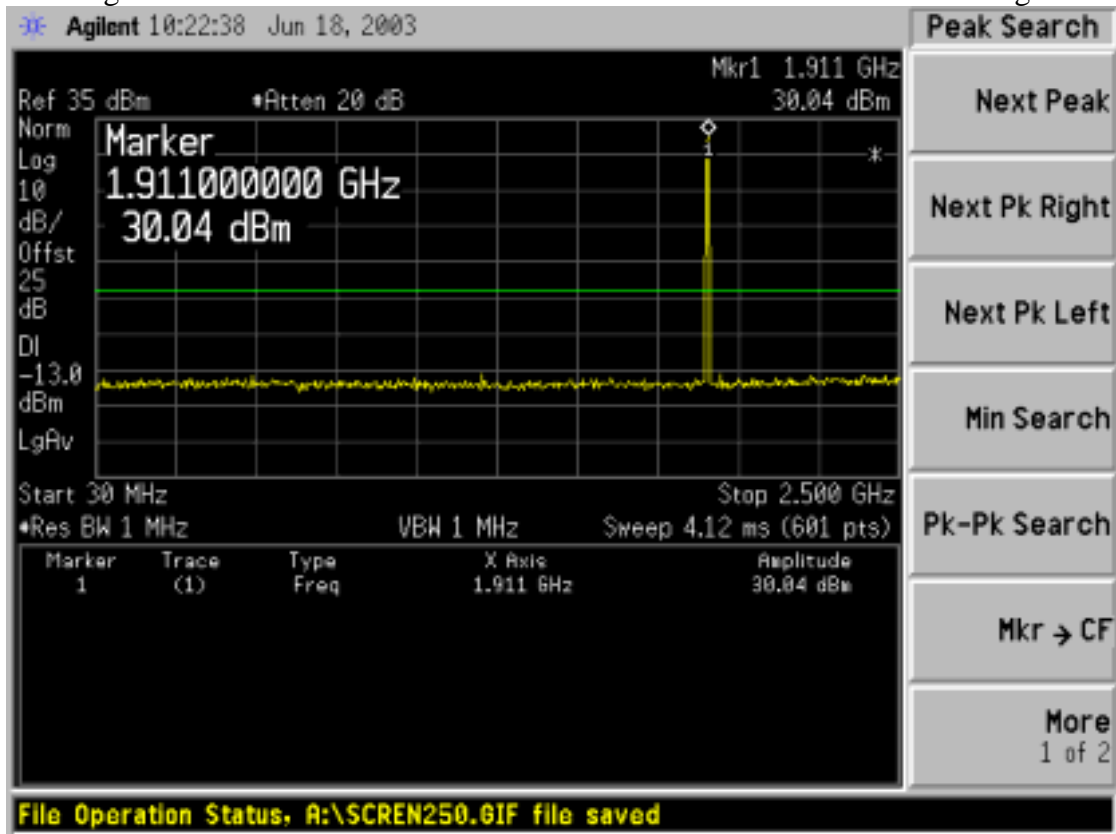 Agilent 10:22:38 Jun 18, 2003
Peak Search
Mkr1 1.911 GHz
Ref 35 dBm
*Atten 20 dB
30.04 dBm
Norm
Log
10
dB/
Offst
25
dB
DI
-13.0
dBm
LgAv
Marker
1.911000000 GHz
30.04 dBm
1
*
Start 30 MHz
Stop 2.500 GHz
*Res BW 1 MHz
VBW 1 MHz
Sweep 4.12 ms (601 pts)
Marker Trace Type X Axis Amplitude
1 (1) Freq 1.911 GHz 30.04 dBm
Next Peak
Next Pk Right
Next Pk Left
Min Search
Pk-Pk Search
Mkr → CF
More
1 of 2
File Operation Status, A:\SCREN250.GIF file saved